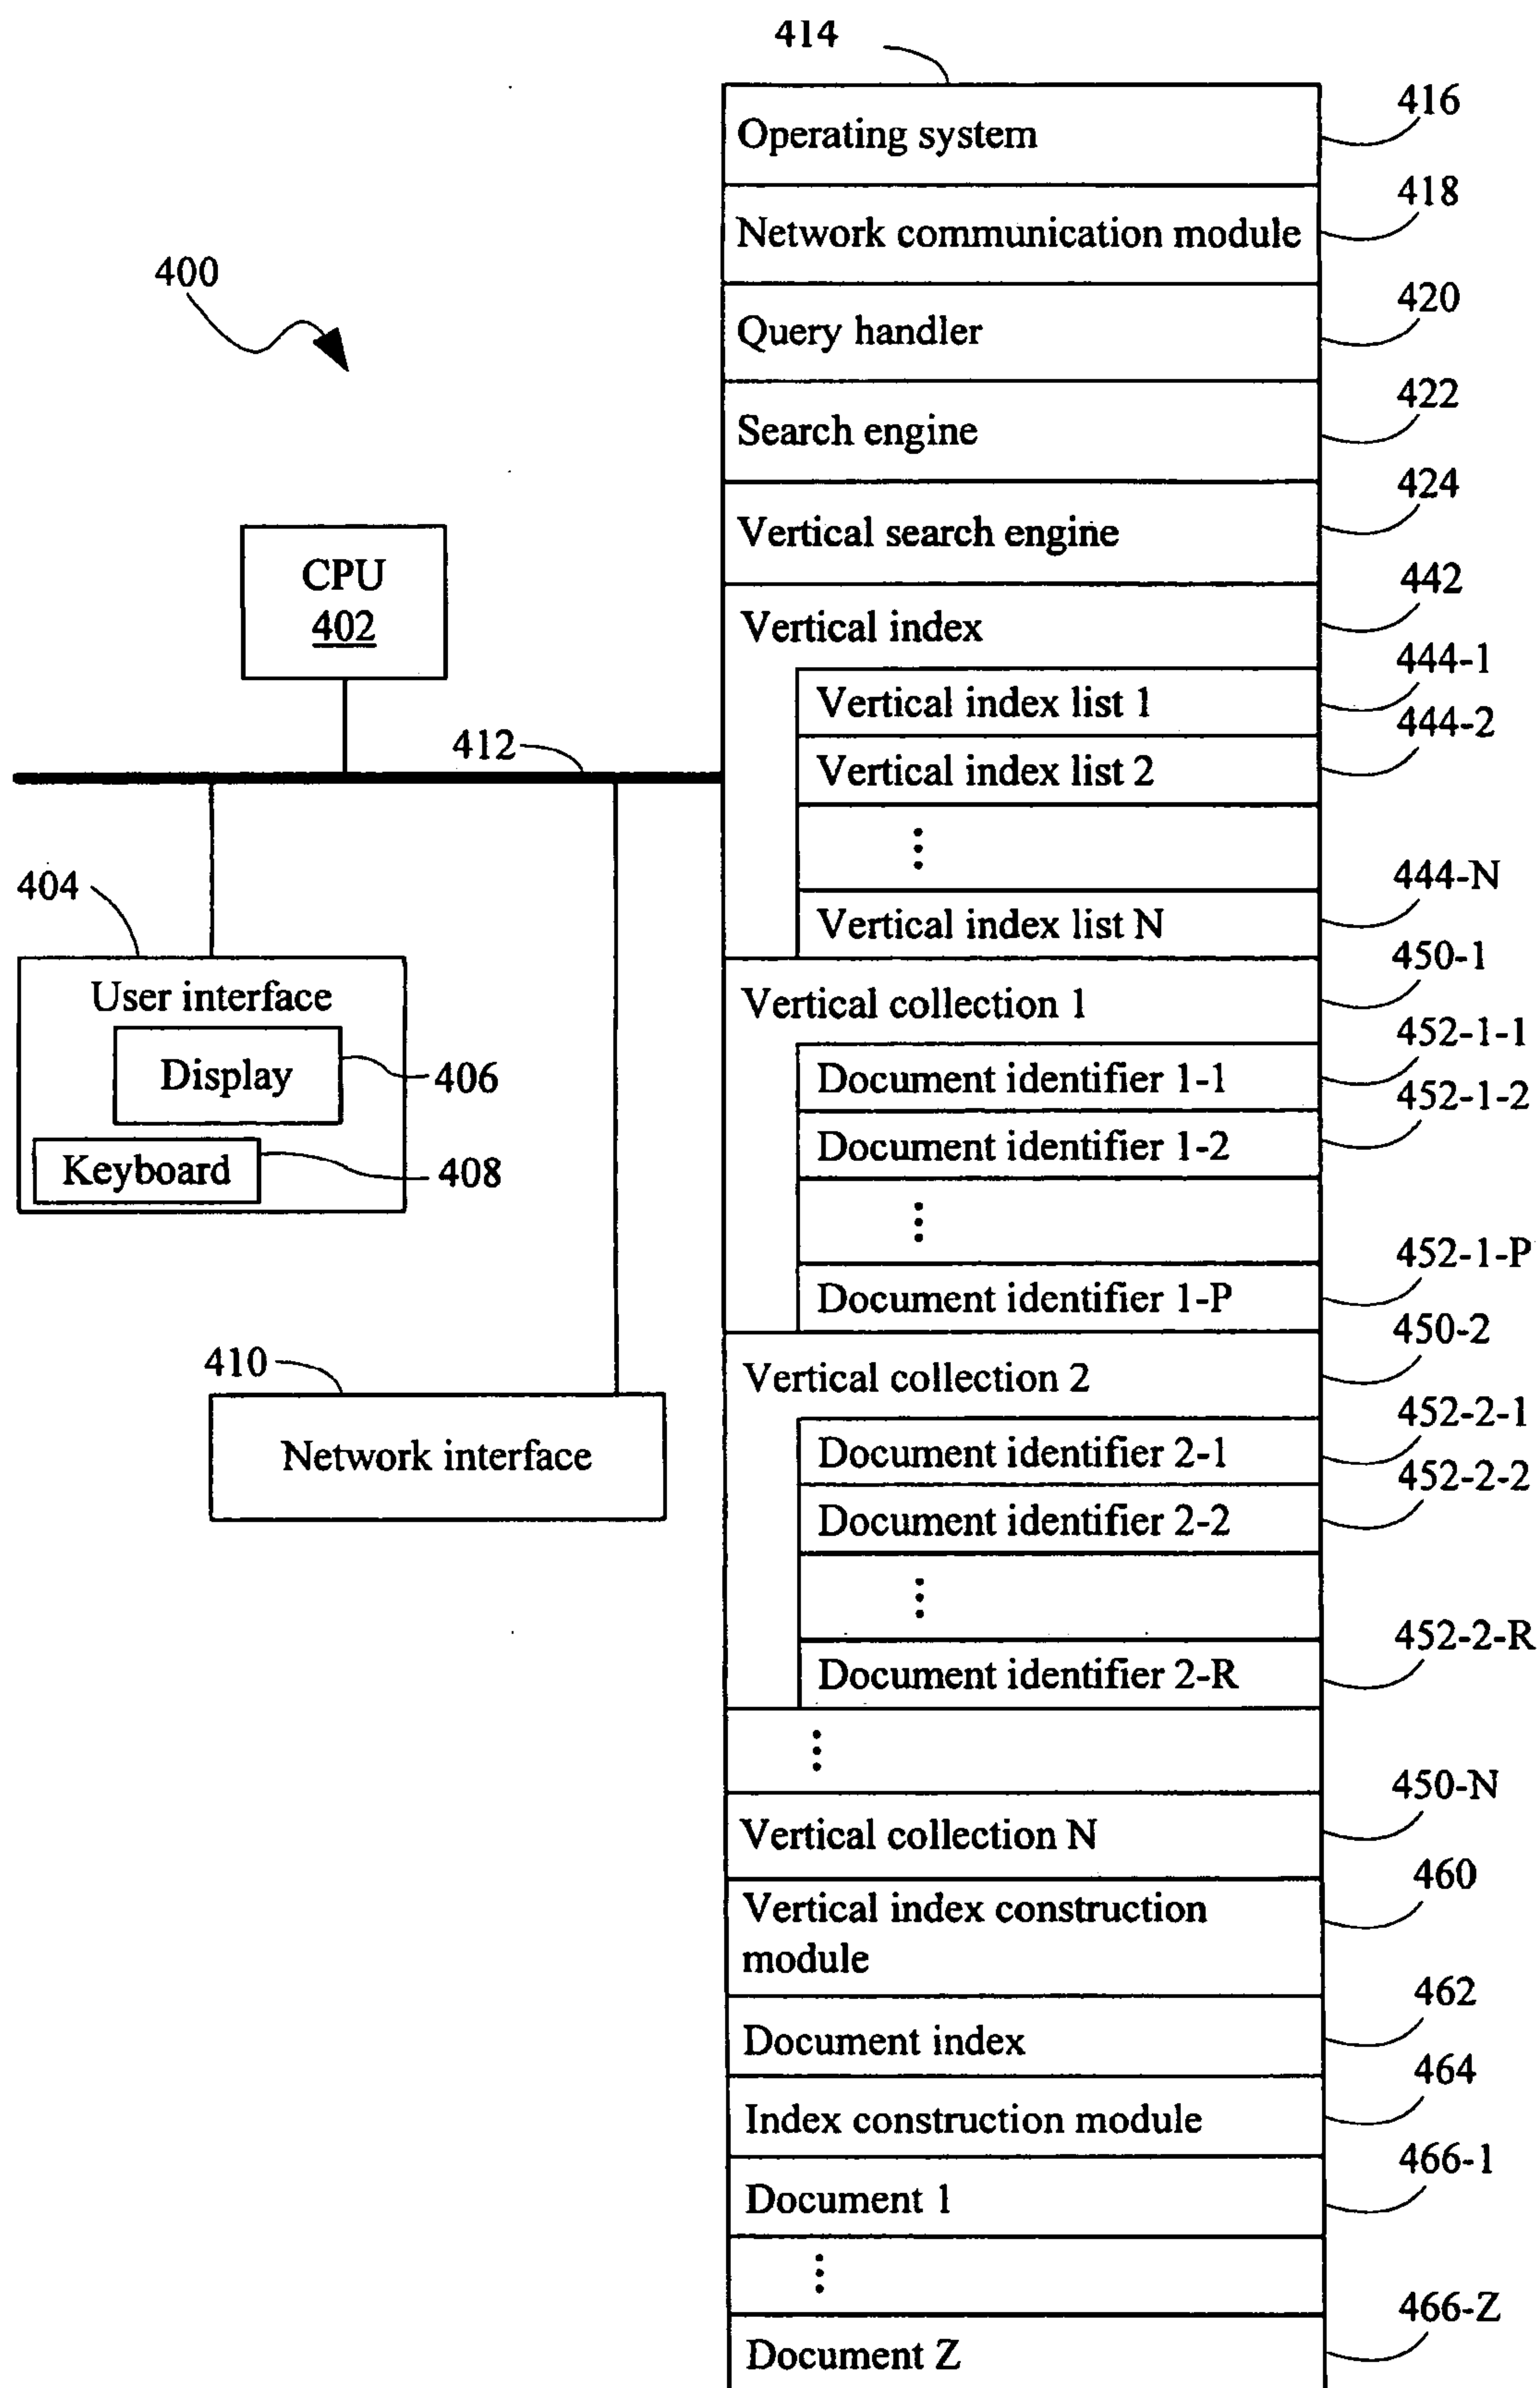 414
Operating system
416
Network communication module
418
400
Query handler
420
Search engine
422
Vertical search engine
424
CPU
402
Vertical index
442
Vertical index list 1
444-1
412
Vertical index list 2
444-2
404
Vertical index list N
444-N
User interface
Vertical collection 1
450-1
Display
406
Document identifier 1-1
452-1-1
Keyboard
408
Document identifier 1-2
452-1-2
Document identifier 1-P
452-1-P
410
Vertical collection 2
450-2
Network interface
Document identifier 2-1
452-2-1
Document identifier 2-2
452-2-2
Document identifier 2-R
452-2-R
Vertical collection N
450-N
Vertical index construction
module
460
Document index
462
Index construction module
464
Document 1
466-1
Document Z
466-Z